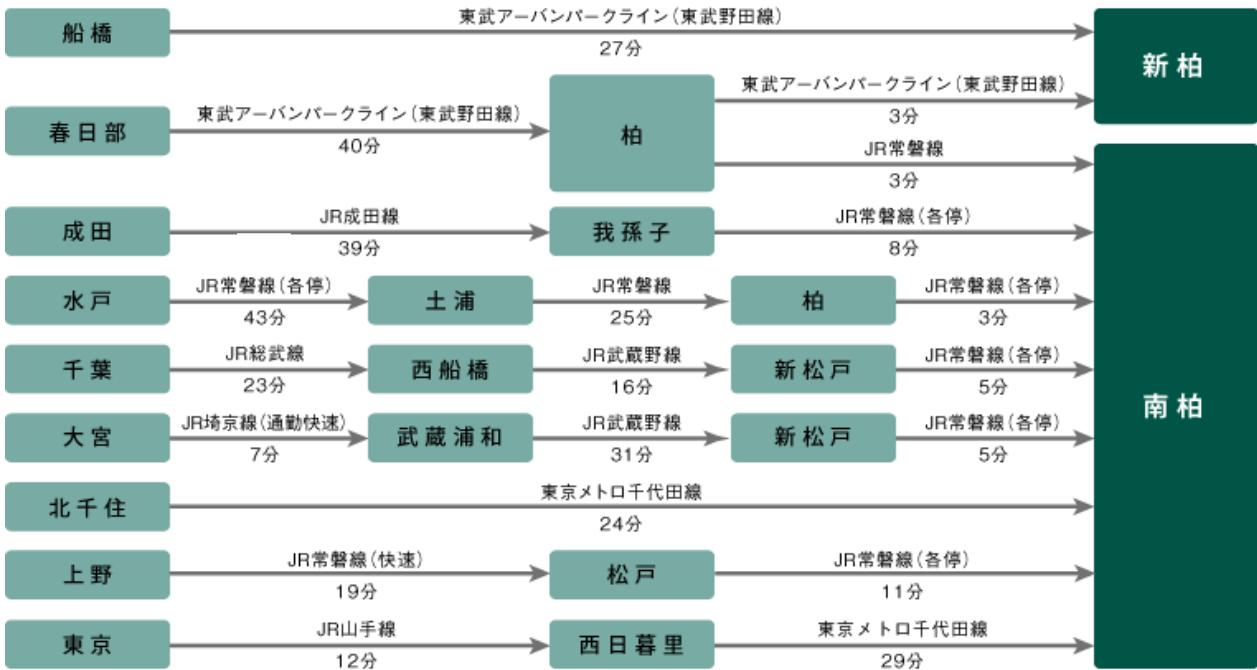 船橋
東武アーバンパークライン(東武野田線)
27分
新柏
春日部
東武アーバンパークライン(東武野田線)
40分
柏
東武アーバンパークライン(東武野田線)
3分
JR常磐線
3分
成田
JR成田線
39分
我孫子
JR常磐線(各停)
8分
水戸
JR常磐線(各停)
43分
土浦
JR常磐線
25分
柏
JR常磐線(各停)
3分
千葉
JR総武線
23分
西船橋
JR武蔵野線
16分
新松戸
JR常磐線(各停)
5分
南柏
大宮
JR埼京線(通勤快速)
7分
武蔵浦和
JR武蔵野線
31分
新松戸
JR常磐線(各停)
5分
北千住
東京メトロ千代田線
24分
上野
JR常磐線(快速)
19分
松戸
JR常磐線(各停)
11分
東京
JR山手線
12分
西日暮里
東京メトロ千代田線
29分